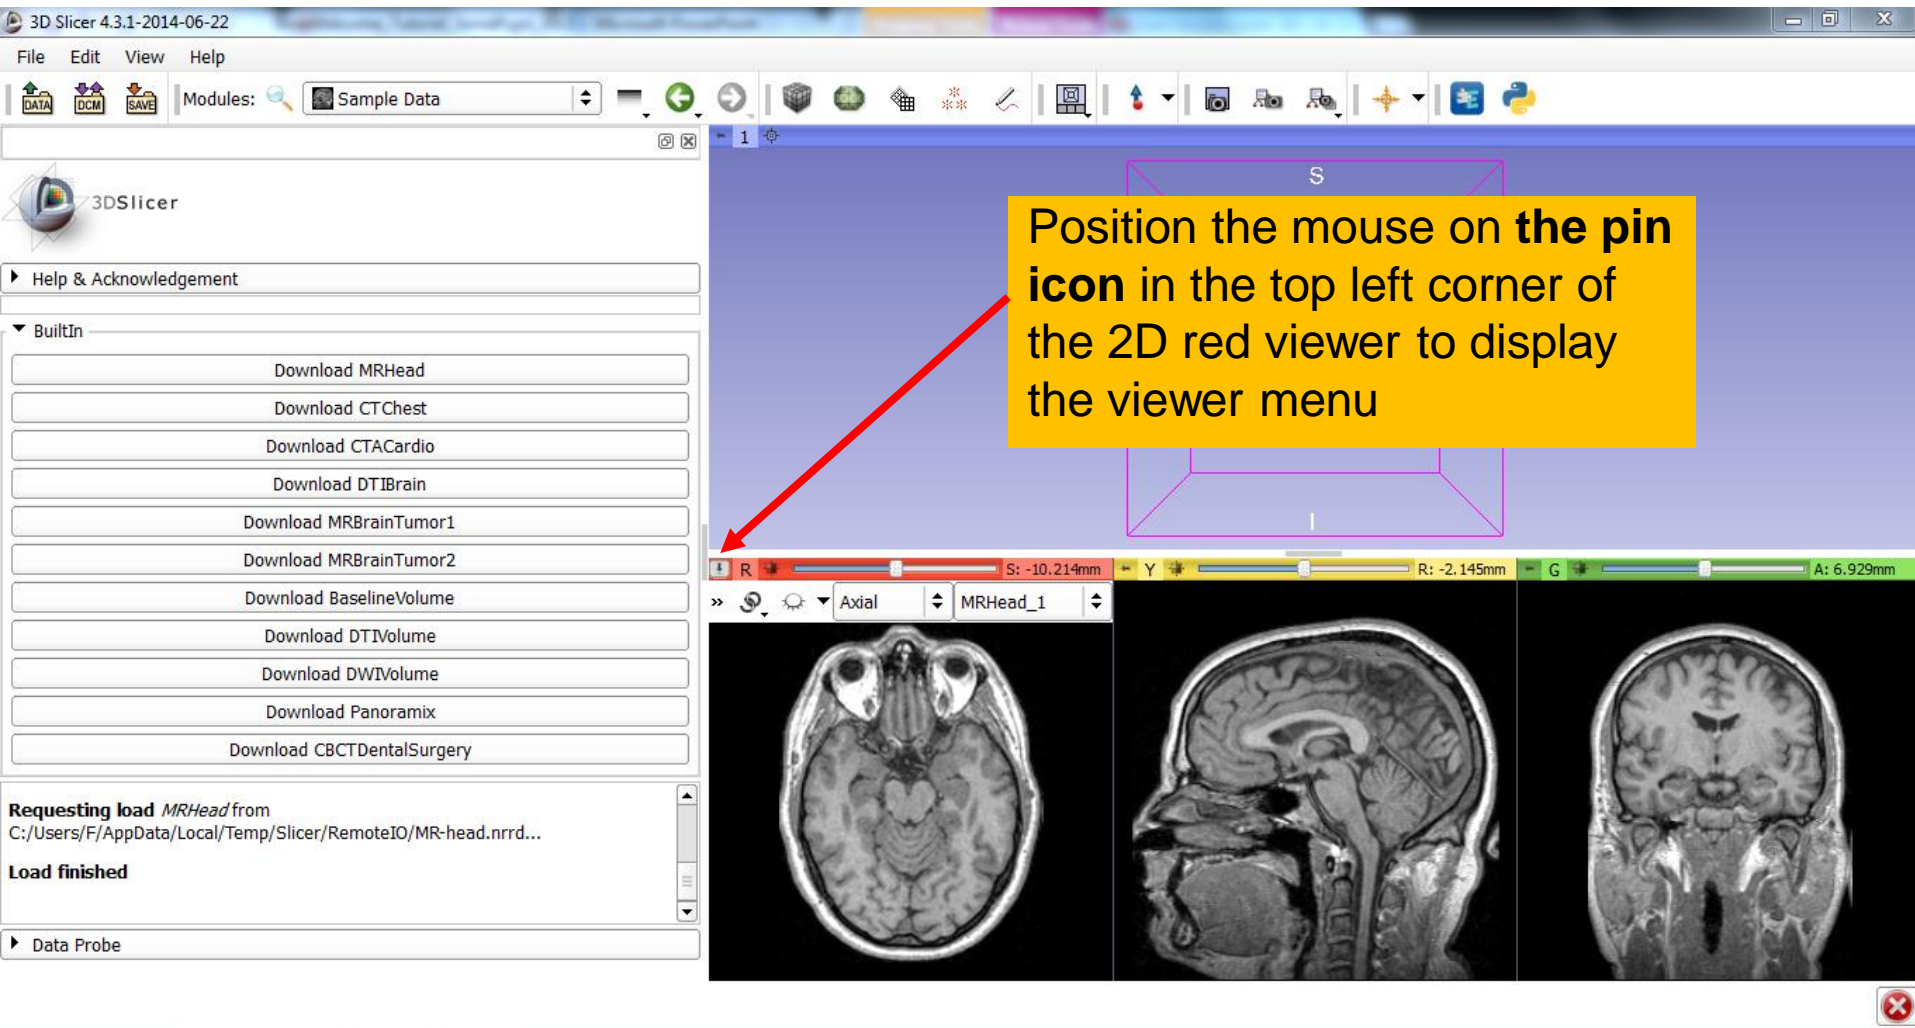 3D Slicer 4.3.1-2014-06-22
File Edit View Help
DATA DCM SAVE Modules: Sample Data
1
3DSlicer
Help & Acknowledgement
BuiltIn
Download MRHead
Download CTChest
Download CTACardio
Download DTIBrain
Download MRBrainTumor1
Download MRBrainTumor2
Download BaselineVolume
Download DTIVolume
Download DWIVolume
Download Panoramix
Download CBCTDentalSurgery
Requesting load MRHead from
C:/Users/F/AppData/Local/Temp/Slicer/RemoteIO/MR-head.nrrd...
Load finished
Data Probe
S
Position the mouse on the pin
icon in the top left corner of
the 2D red viewer to display
the viewer menu
I
R S: -10.214mm Y R: -2.145mm G A: 6.929mm
» Axial MRHead_1